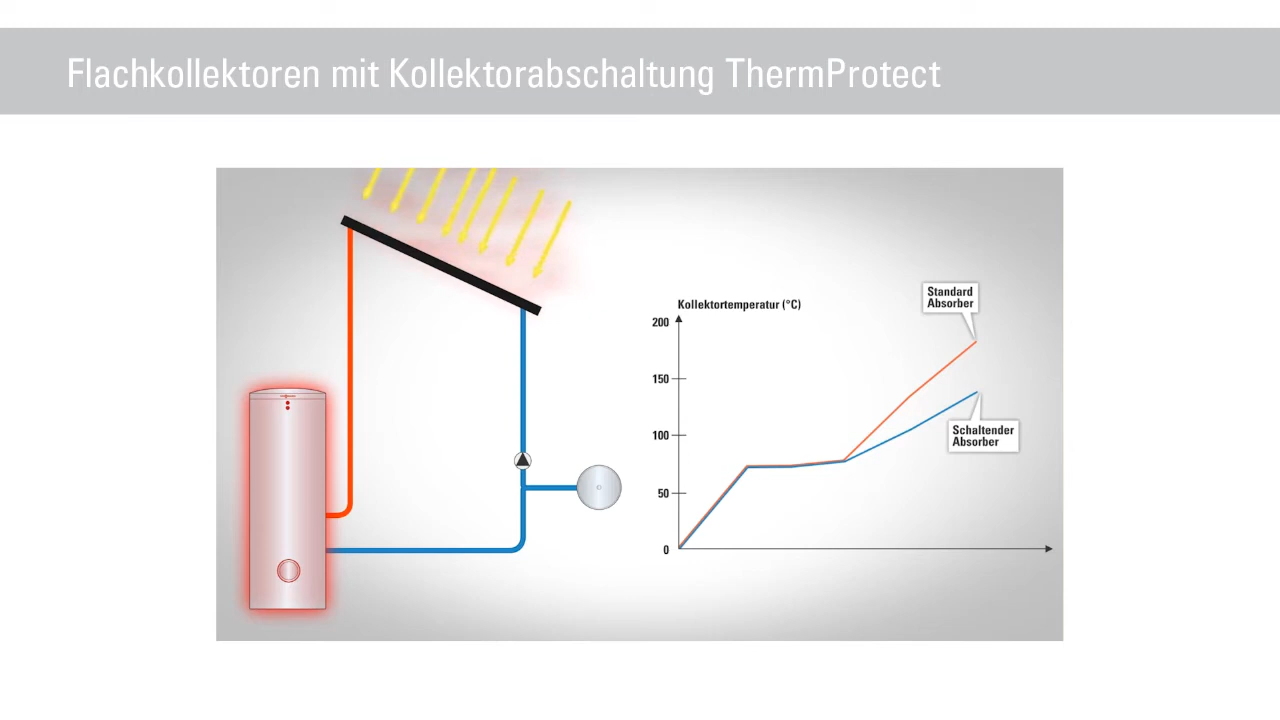 Flachkollektoren mit Kollektorabschaltung ThermProtect
Standard
Absorber
Kollektortemperatur (°C)
200
150
100
50
0
Schaltender
Absorber